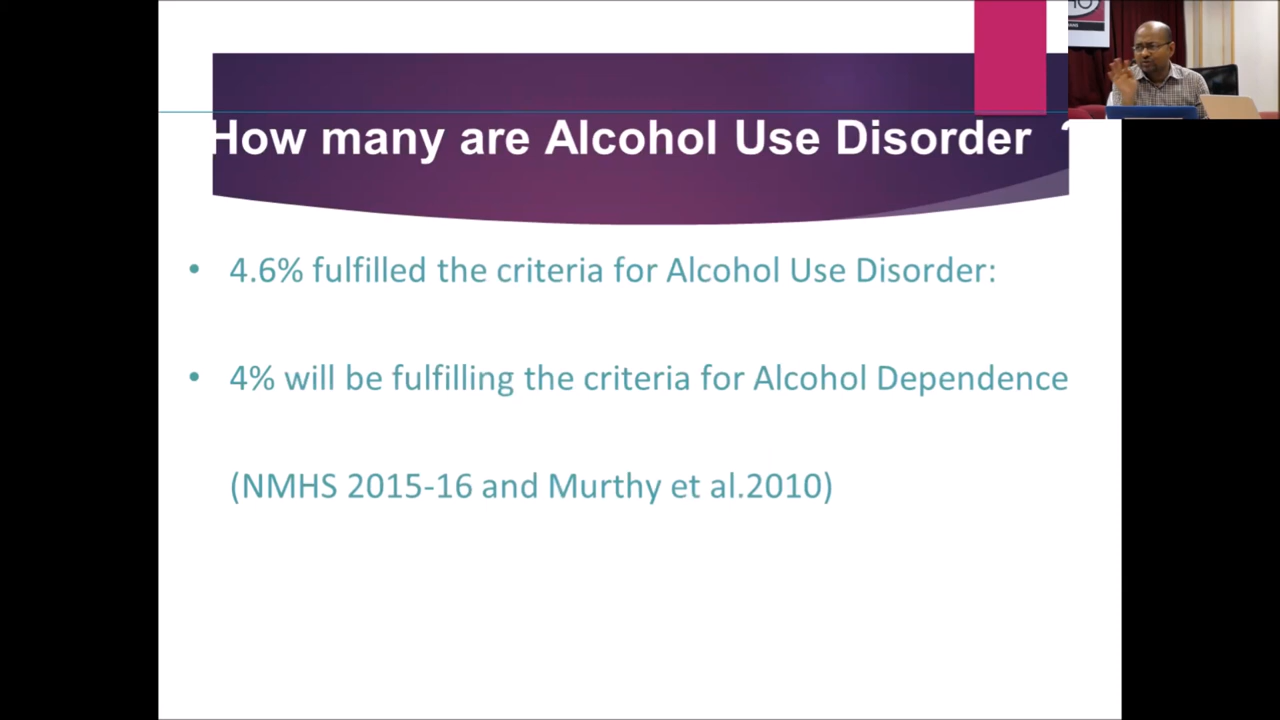 How many are Alcohol Use Disorder ?
• 4.6% fulfilled the criteria for Alcohol Use Disorder:
• 4% will be fulfilling the criteria for Alcohol Dependence
(NMHS 2015-16 and Murthy et al.2010)